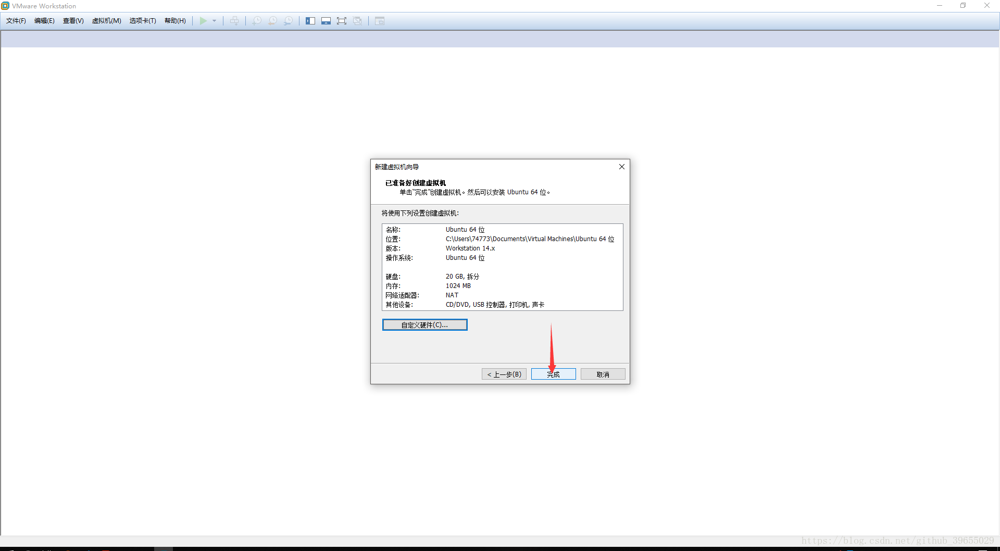 VMware Workstation
文件(F) 编辑(E) 查看(V) 虚拟机(M) 选项卡(T) 帮助(H)
新建虚拟机向导
已准备好创建虚拟机
单击"完成"创建虚拟机。然后可以安装 Ubuntu 64 位。
将使用下列设置创建虚拟机:
名称: Ubuntu 64 位
位置: C:\Users\74773\Documents\Virtual Machines\Ubuntu 64 位
版本: Workstation 14.x
操作系统: Ubuntu 64 位
硬盘: 20 GB, 拆分
内存: 1024 MB
网络适配器: NAT
其他设备: CD/DVD, USB 控制器, 打印机, 声卡
自定义硬件(C)...
< 上一步(B) 完成 取消
https://blog.csdn.net/github_39655029